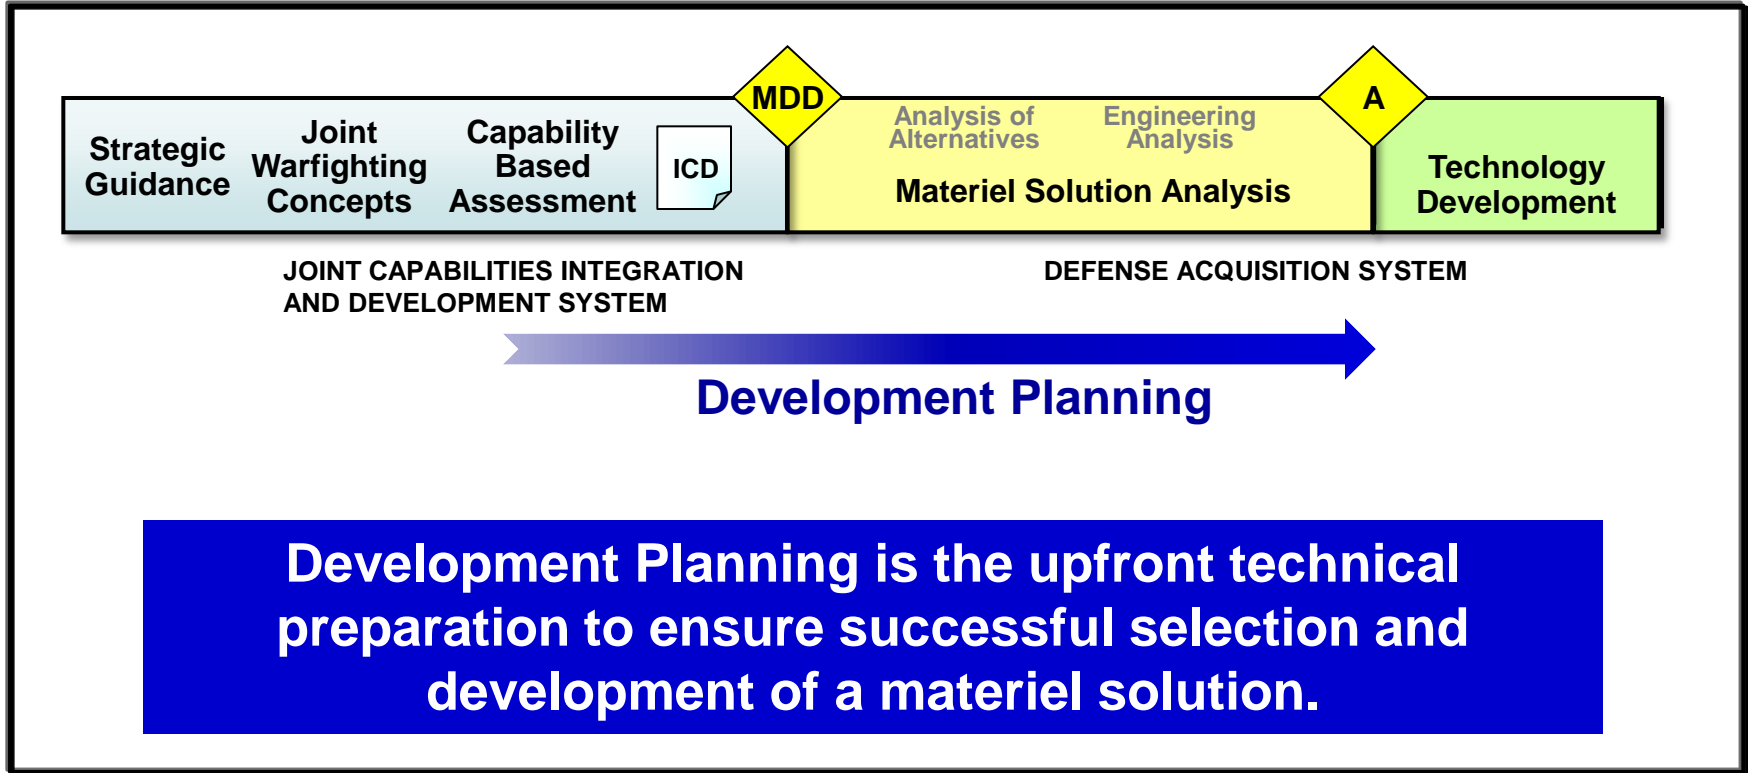 MDD
A
Strategic
Guidance
Joint
Warfighting
Concepts
Capability
Based
Assessment
ICD
Analysis of
Alternatives
Engineering
Analysis
Materiel Solution Analysis
Technology
Development
JOINT CAPABILITIES INTEGRATION
AND DEVELOPMENT SYSTEM
DEFENSE ACQUISITION SYSTEM
Development Planning
Development Planning is the upfront technical
preparation to ensure successful selection and
development of a materiel solution.